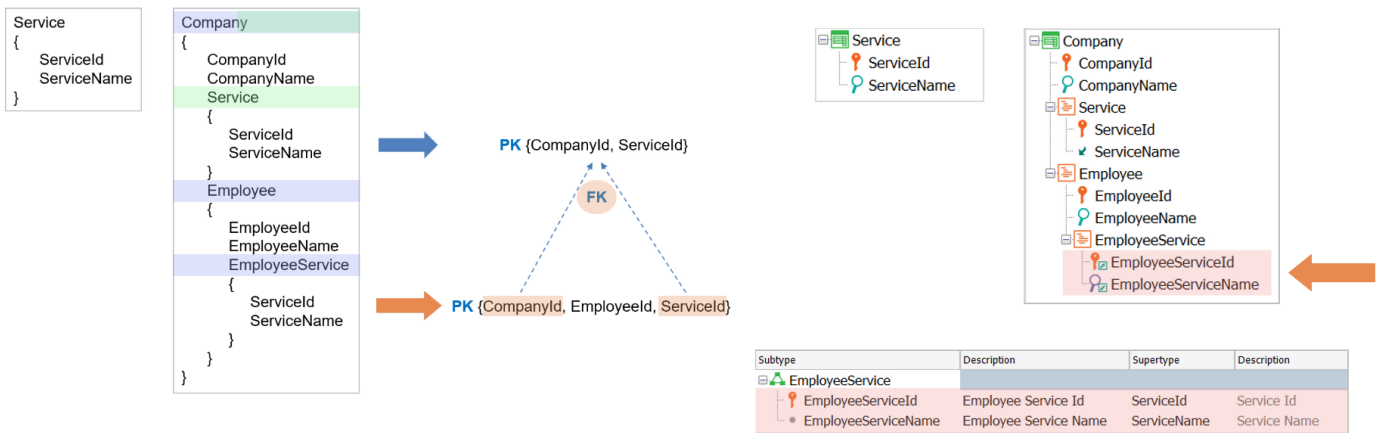 Service
{
ServiceId
ServiceName
}
Company
{
CompanyId
CompanyName
Service
{
ServiceId
ServiceName
}
Employee
{
EmployeeId
EmployeeName
EmployeeService
{
ServiceId
ServiceName
}
}
}
PK {CompanyId, ServiceId}
FK
PK {CompanyId, EmployeeId, ServiceId}
Service
ServiceId
ServiceName
Company
CompanyId
CompanyName
Service
ServiceId
ServiceName
Employee
EmployeeId
EmployeeName
EmployeeService
EmployeeServiceId
EmployeeServiceName
Subtype Description Supertype Description
EmployeeService
EmployeeServiceId Employee Service Id ServiceId Service Id
EmployeeServiceName Employee Service Name ServiceName Service Name